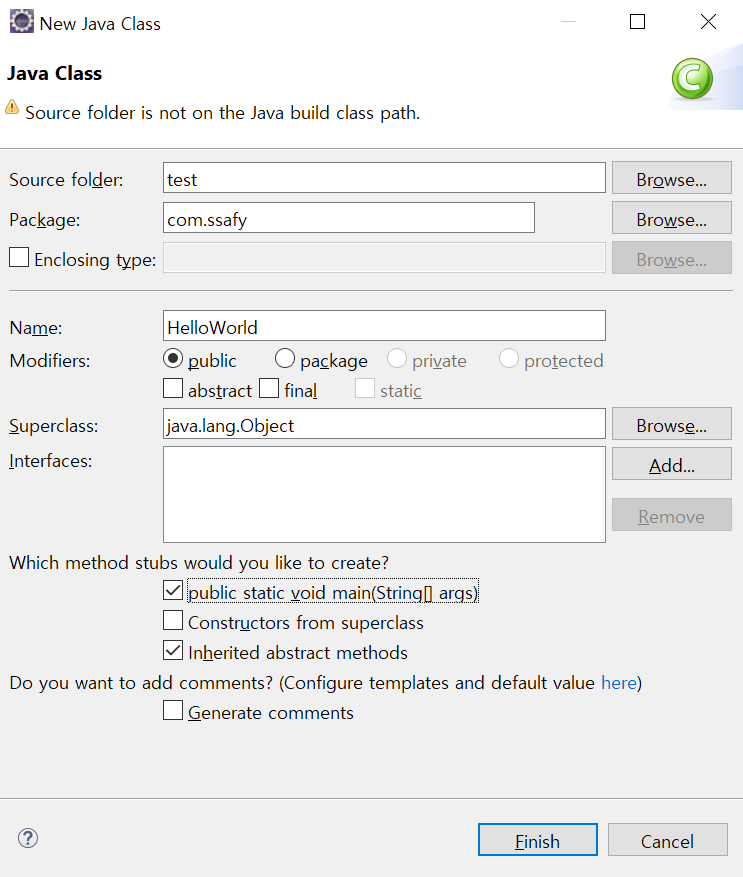 New Java Class
Java Class
Source folder is not on the Java build class path.
Source folder: test Browse...
Package: com.ssafy Browse...
Enclosing type: Browse...
Name: HelloWorld
Modifiers: public package private protected
abstract final static
Superclass: java.lang.Object Browse...
Interfaces: Add...
Remove
Which method stubs would you like to create?
public static void main(String[] args)
Constructors from superclass
Inherited abstract methods
Do you want to add comments? (Configure templates and default value here)
Generate comments
? Finish Cancel